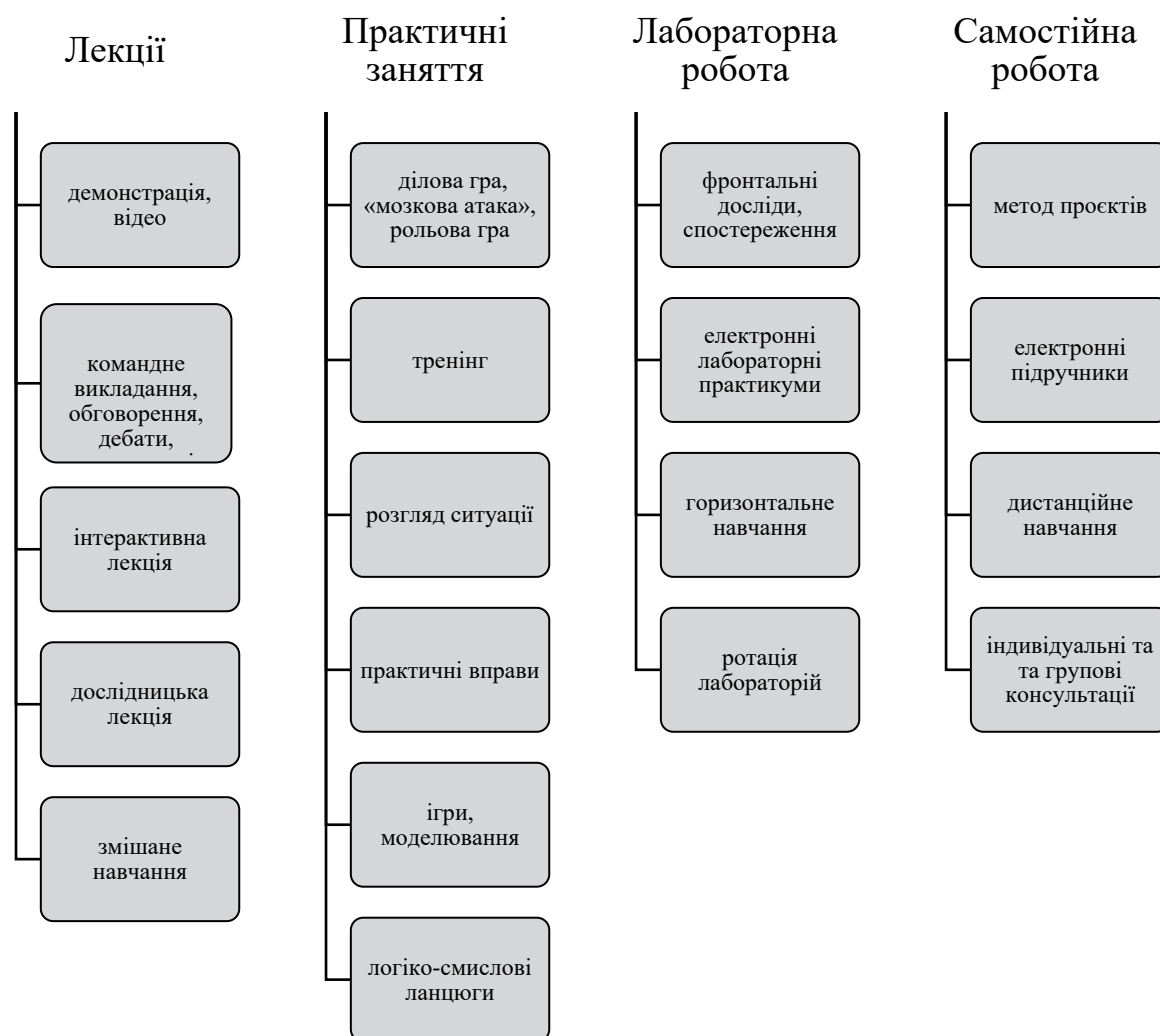 Лекції
демонстрація,
відео
командне
викладання,
обговорення,
дебати,
інтерактивна
лекція
дослідницька
лекція
змішане
навчання
Практичні
заняття
ділова гра,
«мозкова атака»,
рольова гра
тренінг
розгляд ситуації
практичні вправи
ігри,
моделювання
логіко-смислові
ланцюги
Лабораторна
робота
фронтальні
досліди,
спостереження
електронні
лабораторні
практикуми
горизонтальне
навчання
ротація
лабораторій
Самостійна
робота
метод проєктів
електронні
підручники
дистанційне
навчання
індивідуальні та
та групові
консультації